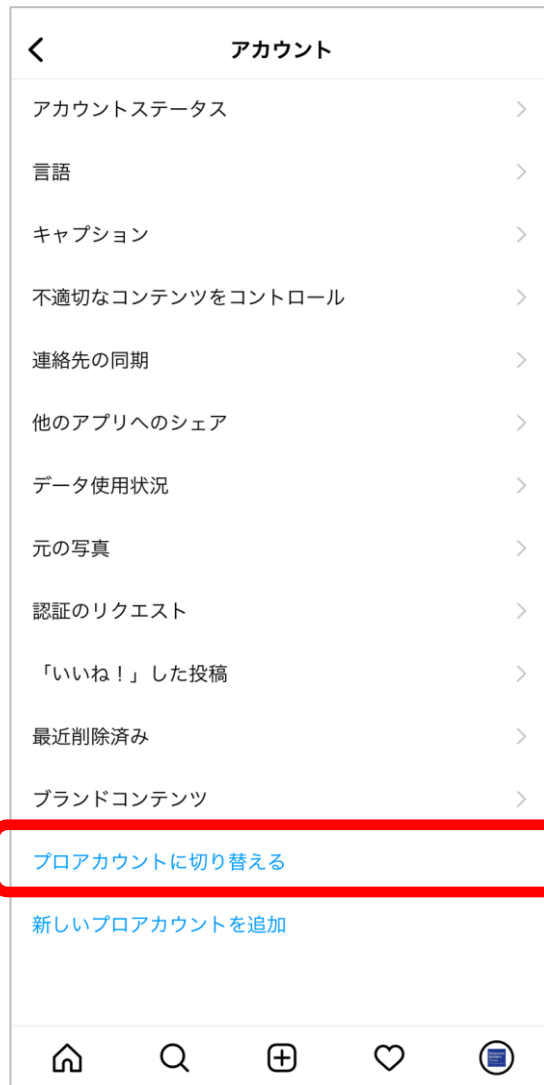 アカウント
アカウントステータス
言語
キャプション
不適切なコンテンツをコントロール
連絡先の同期
他のアプリへのシェア
データ使用状況
元の写真
認証のリクエスト
「いいね！」した投稿
最近削除済み
ブランドコンテンツ
プロアカウントに切り替える
新しいプロアカウントを追加